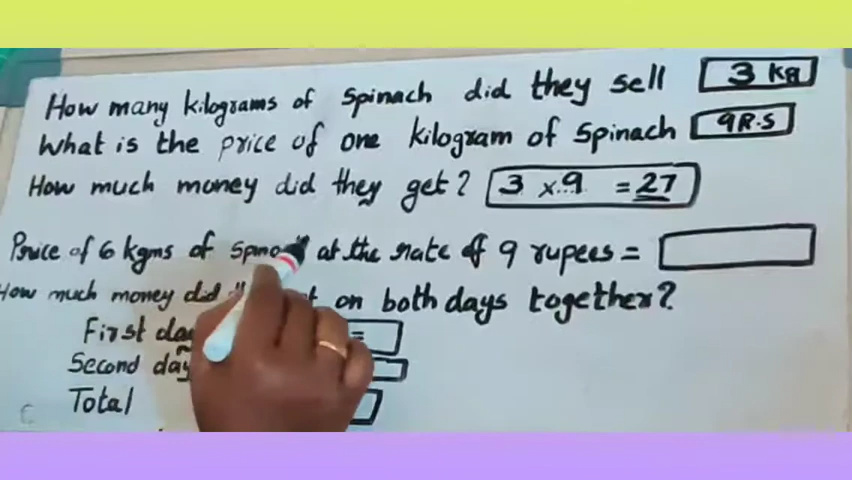 How many kilograms of spinach did they sell 3 kg
What is the price of one kilogram of spinach 9 R.S
How much money did they get? 3 × 9 = 27
Price of 6 kgms of at the rate of 9 rupees =
How much money did on both days together?
First day =
Second day
Total